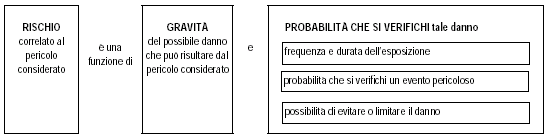 RISCHIO
correlato al
pericolo
considerato
è una
funzione di
GRAVITÀ
del possibile danno
che può risultare dal
pericolo considerato
e
PROBABILITÀ CHE SI VERIFICHI tale danno
frequenza e durata dell'esposizione
probabilità che si verifichi un evento pericoloso
possibilità di evitare o limitare il danno